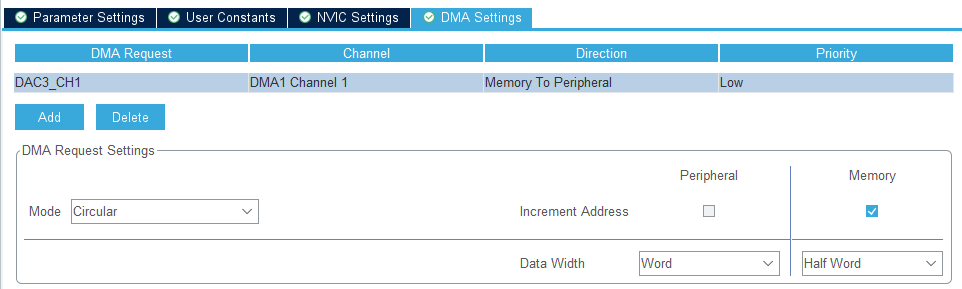 Parameter Settings User Constants NVIC Settings DMA Settings
DMA Request Channel Direction Priority
DAC3_CH1 DMA1 Channel 1 Memory To Peripheral Low
Add Delete
DMA Request Settings
Peripheral Memory
Mode Circular Increment Address
Data Width Word Half Word